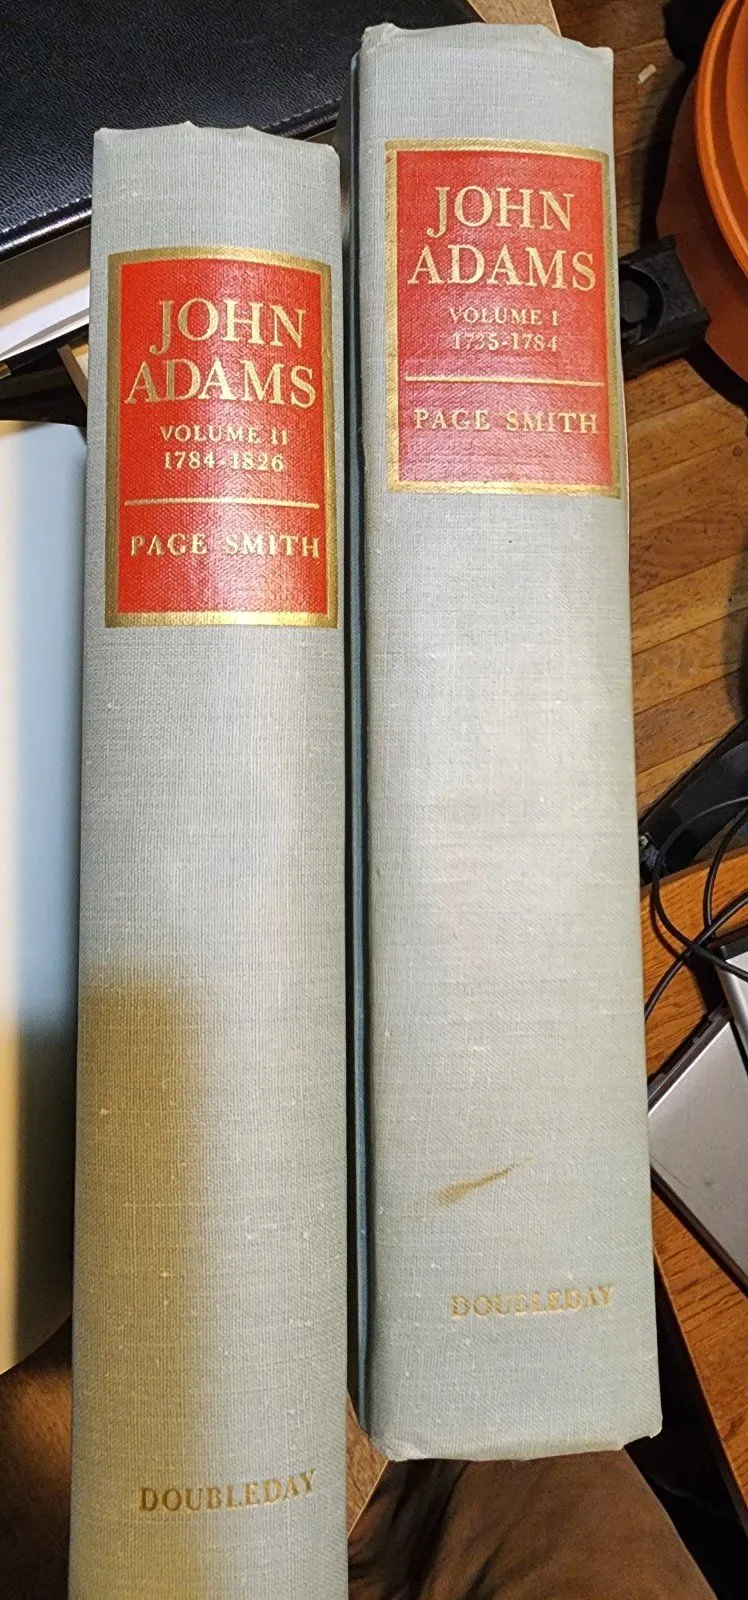 JOHN
ADAMS
VOLUME II
1784-1826
PAGE SMITH
DOUBLEDAY
JOHN
ADAMS
VOLUME I
1735-1784
PAGE SMITH
DOUBLEDAY